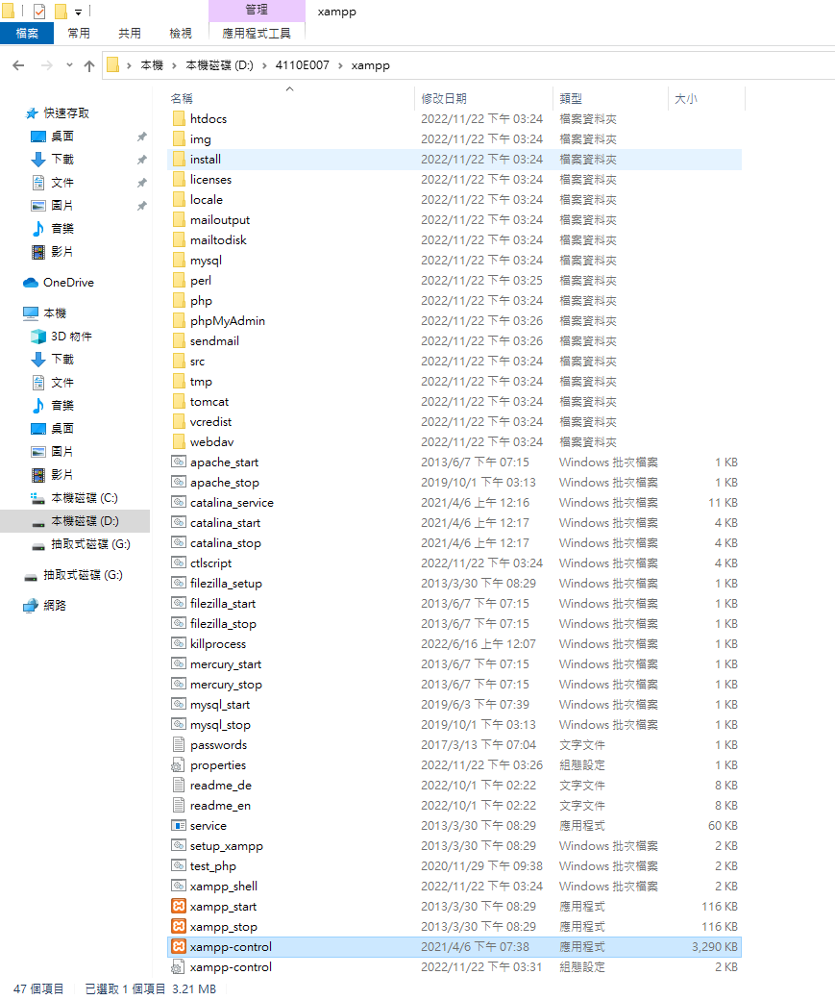 管理 xampp
檔案 常用 共用 檢視 應用程式工具
本機 本機磁碟 (D:) 4110E007 xampp
名稱 修改日期 類型 大小
快速存取
桌面
下載
文件
圖片
音樂
影片
OneDrive
本機
3D 物件
下載
文件
音樂
桌面
圖片
影片
本機磁碟 (C:)
本機磁碟 (D:)
抽取式磁碟 (G:)
抽取式磁碟 (G:)
網路
htdocs 2022/11/22 下午 03:24 檔案資料夾
img 2022/11/22 下午 03:24 檔案資料夾
install 2022/11/22 下午 03:24 檔案資料夾
licenses 2022/11/22 下午 03:24 檔案資料夾
locale 2022/11/22 下午 03:24 檔案資料夾
mailoutput 2022/11/22 下午 03:24 檔案資料夾
mailtodisk 2022/11/22 下午 03:24 檔案資料夾
mysql 2022/11/22 下午 03:24 檔案資料夾
perl 2022/11/22 下午 03:25 檔案資料夾
php 2022/11/22 下午 03:24 檔案資料夾
phpMyAdmin 2022/11/22 下午 03:26 檔案資料夾
sendmail 2022/11/22 下午 03:26 檔案資料夾
src 2022/11/22 下午 03:24 檔案資料夾
tmp 2022/11/22 下午 03:24 檔案資料夾
tomcat 2022/11/22 下午 03:24 檔案資料夾
vcredist 2022/11/22 下午 03:24 檔案資料夾
webdav 2022/11/22 下午 03:24 檔案資料夾
apache_start 2013/6/7 下午 07:15 Windows 批次檔案 1 KB
apache_stop 2019/10/1 下午 03:13 Windows 批次檔案 1 KB
catalina_service 2021/4/6 上午 12:16 Windows 批次檔案 11 KB
catalina_start 2021/4/6 上午 12:17 Windows 批次檔案 4 KB
catalina_stop 2021/4/6 上午 12:17 Windows 批次檔案 4 KB
ctlscript 2022/11/22 下午 03:24 Windows 批次檔案 4 KB
filezilla_setup 2013/3/30 下午 08:29 Windows 批次檔案 1 KB
filezilla_start 2013/6/7 下午 07:15 Windows 批次檔案 1 KB
filezilla_stop 2013/6/7 下午 07:15 Windows 批次檔案 1 KB
killprocess 2022/6/16 上午 12:07 Windows 批次檔案 1 KB
mercury_start 2013/6/7 下午 07:15 Windows 批次檔案 1 KB
mercury_stop 2013/6/7 下午 07:15 Windows 批次檔案 1 KB
mysql_start 2019/6/3 下午 07:39 Windows 批次檔案 1 KB
mysql_stop 2019/10/1 下午 03:13 Windows 批次檔案 1 KB
passwords 2017/3/13 下午 07:04 文字文件 1 KB
properties 2022/11/22 下午 03:26 組態設定 1 KB
readme_de 2022/10/1 下午 02:22 文字文件 8 KB
readme_en 2022/10/1 下午 02:22 文字文件 8 KB
service 2013/3/30 下午 08:29 應用程式 60 KB
setup_xampp 2013/3/30 下午 08:29 Windows 批次檔案 2 KB
test_php 2020/11/29 下午 09:38 Windows 批次檔案 2 KB
xampp_shell 2022/11/22 下午 03:24 Windows 批次檔案 2 KB
xampp_start 2013/3/30 下午 08:29 應用程式 116 KB
xampp_stop 2013/3/30 下午 08:29 應用程式 116 KB
xampp-control 2021/4/6 下午 07:38 應用程式 3,290 KB
xampp-control 2022/11/22 下午 03:31 組態設定 2 KB
47 個項目 已選取 1 個項目 3.21 MB